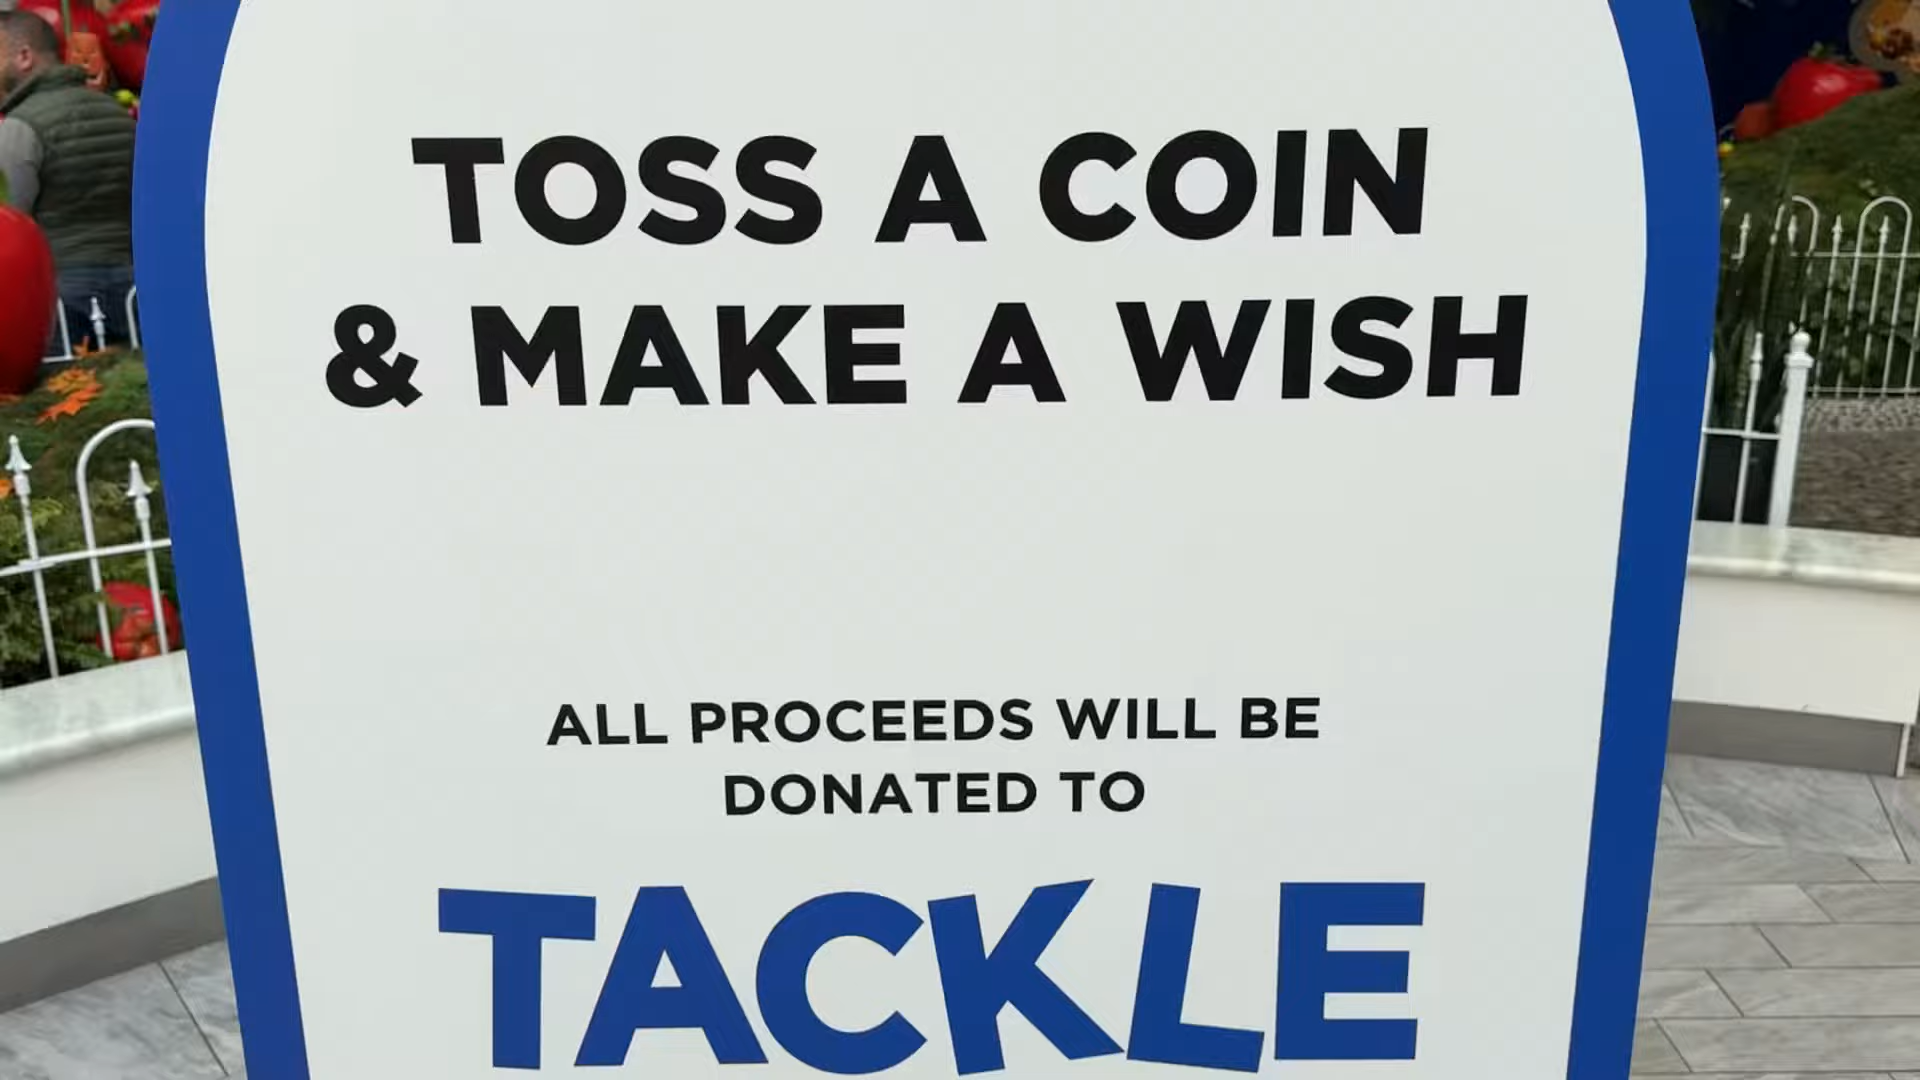 TOSS A COIN
& MAKE A WISH
ALL PROCEEDS WILL BE
DONATED TO
TACKLE